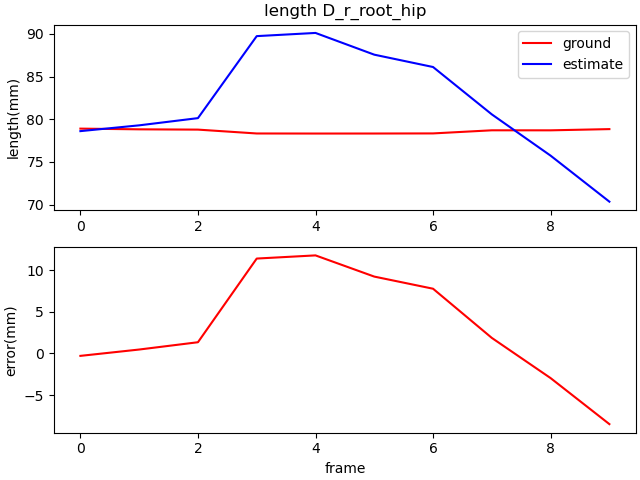 length D_r_root_hip
length(mm)
90
85
80
75
70
ground
estimate
0 2 4 6 8
error(mm)
10
5
0
−5
0 2 4 6 8
frame